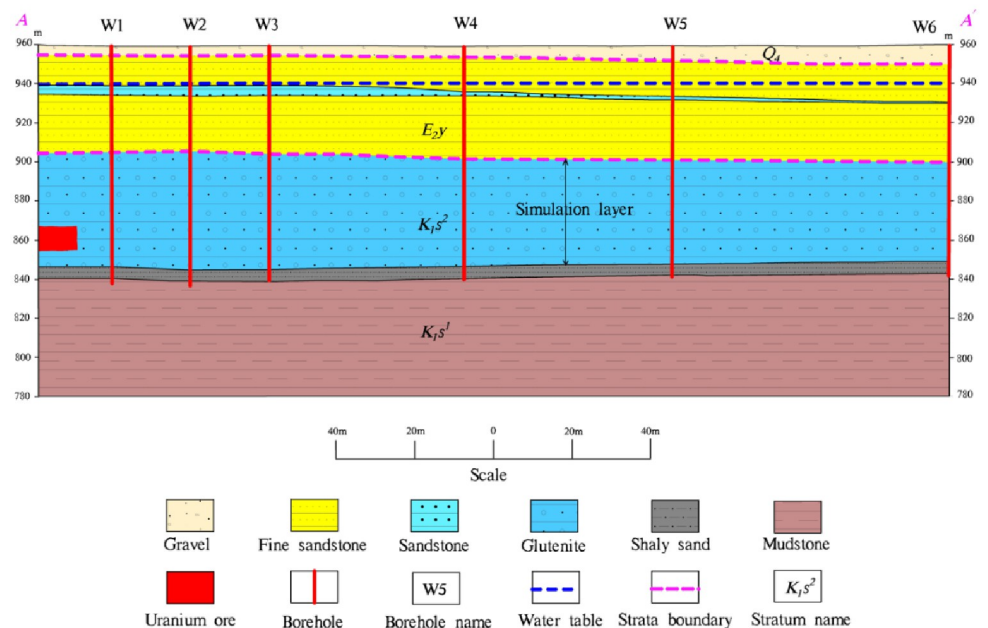 A W1 W2 W3 W4 W5 W6 A′
m m
960 960
Q₄
940 940
920 920
E₂y
900 900
880 880
Simulation layer
K₁s²
860 860
840 840
820 820
K₁s¹
800 800
780 780
40m 20m 0 20m 40m
Scale
Gravel Fine sandstone Sandstone Glutenite Shaly sand Mudstone
W5 K₁s²
Uranium ore Borehole Borehole name Water table Strata boundary Stratum name